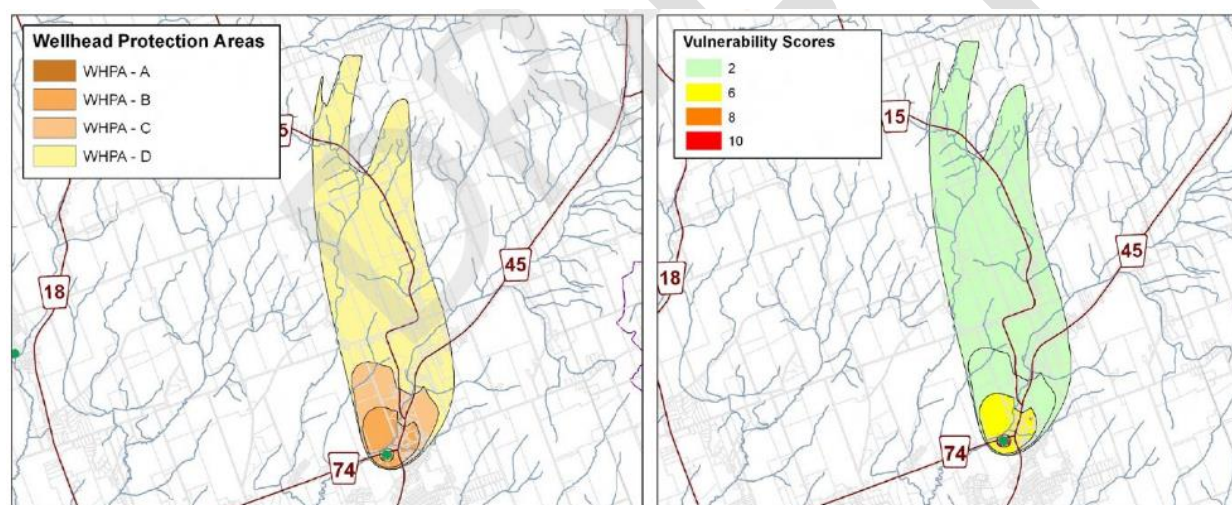 Wellhead Protection Areas
WHPA - A
WHPA - B
WHPA - C
WHPA - D
5
45
18
74
Vulnerability Scores
2
6
8
10
15
45
18
74